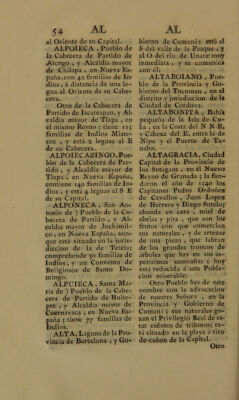 54 AL AL
al Oriente de su Capital.
ALPOIECA , Pueblo de
la Cabecera de Partido de
Atengo , y Alcaldía mayor
de Chilapa , en Nueva Es-
paña, con 42 familias de In-
dios , á distancia de una le-
gua al Oriente de su Cabe-
cera.
Otro de la Cabecera de
Partido de Iscateapan, y Al-
caldía mayor de Tlapa , en
el mismo Reyno : tiene 115
familias de Indios Mixte-
cos , y está 2 leguas al E
de su Cabecera.
ALPOIECAZINGO, Pue-
blo de la Cabecera de Par-
tido , y Alcaldía mayor de
Tlapa , en Nueva España,
contiene 140 familias de In-
dios , y está 4 leguas al S E
de su Capital.
ALPONECA , San An-
tonio de ) Pueblo de la Ca-
becera de Partido , y Al-
caldía mayor de Jochimil-
co , en Nueva España, aun-
que está situado en la juris-
diccion de la de Tetela;
comprehende 50 familias de
Indios , y un Convento de
Religiosos de Santo Do-
mingo.
ALPUIECA , Santa Ma-
ría de ) Pueblo de la Cabe-
cera de Partido de Huite-
pec , y Alcaldía mayor de
Cuernavaca , en Nueva Es-
paña ; tiene 77 familias de
Indios.
ALTA, Laguna de la Pro-
vincia de Barcelona , y Go-
bierno de Cumaná : está al
S del valle de la Pasqua , y
al O del rio de Unare muy
inmediata , y se comunica
con él.
ALTABOIANO , Pue-
blo de la Provincia y Go-
bierno del Tucuman , en el
distrito y jurisdiccion de la
Ciudad de Cordova.
ALTABONITA , Bahía
pequeña de la Isla de Cu-
ba , en la Costa del N N E,
y Cabeza del E, entre la de
Nipe y el Puerto de Ta-
nabo.
ALTAGRACIA, Ciudad
Capital de la Provincia de
los Sutagaos , en el Nuevo
Reyno de Granada ; la fun-
daron el año de 1540 los
Capitanes Pedro Ordoñez
de Cevallos , Juan Lopez
de Herrera y Diego Sotelo;
abunda en cera , miel de
abejas y pita , que son los
frutos con que comercian
sus naturales , y de arteras
de una pieza , que labran
de los grandes troncos de
árboles que hay en sus as-
perísimas montañas ; hoy
está reducida á una Pobla-
cion miserable.
Otro Pueblo hay de este
nombre con la advocacion
de nuestra Señora , en la
Provincia y Gobierno de
Cumaná : sus naturales go-
zan el Privilegio Real de es-
tar exêntos de tributos: es-
tá situado en la playa á tiro
de cañon de la Capital.
Otro